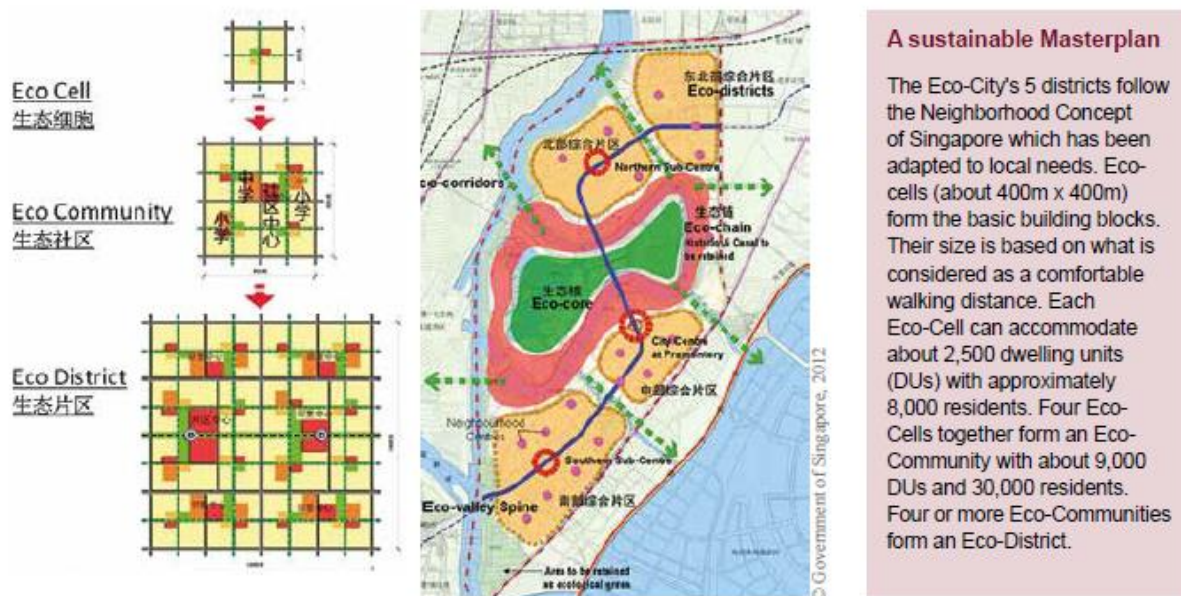 Eco Cell
生态细胞
Eco Community
生态社区
中学
社区中心
小学
小学
Eco District
生态片区
片区中心
东北部综合片区
Eco-districts
北部综合片区
Northern Sub-Centre
Eco-corridors
生态链
Eco-chain
Historical Canal to
be retained
生态核
Eco-core
City Centre
at Promontory
中部综合片区
Neighbourhood
Centres
Southern Sub-Centre
Eco-valley Spine
南部综合片区
Area to be retained
as ecological green
© Government of Singapore, 2012
A sustainable Masterplan
The Eco-City's 5 districts follow
the Neighborhood Concept
of Singapore which has been
adapted to local needs. Eco-
cells (about 400m x 400m)
form the basic building blocks.
Their size is based on what is
considered as a comfortable
walking distance. Each
Eco-Cell can accommodate
about 2,500 dwelling units
(DUs) with approximately
8,000 residents. Four Eco-
Cells together form an Eco-
Community with about 9,000
DUs and 30,000 residents.
Four or more Eco-Communities
form an Eco-District.